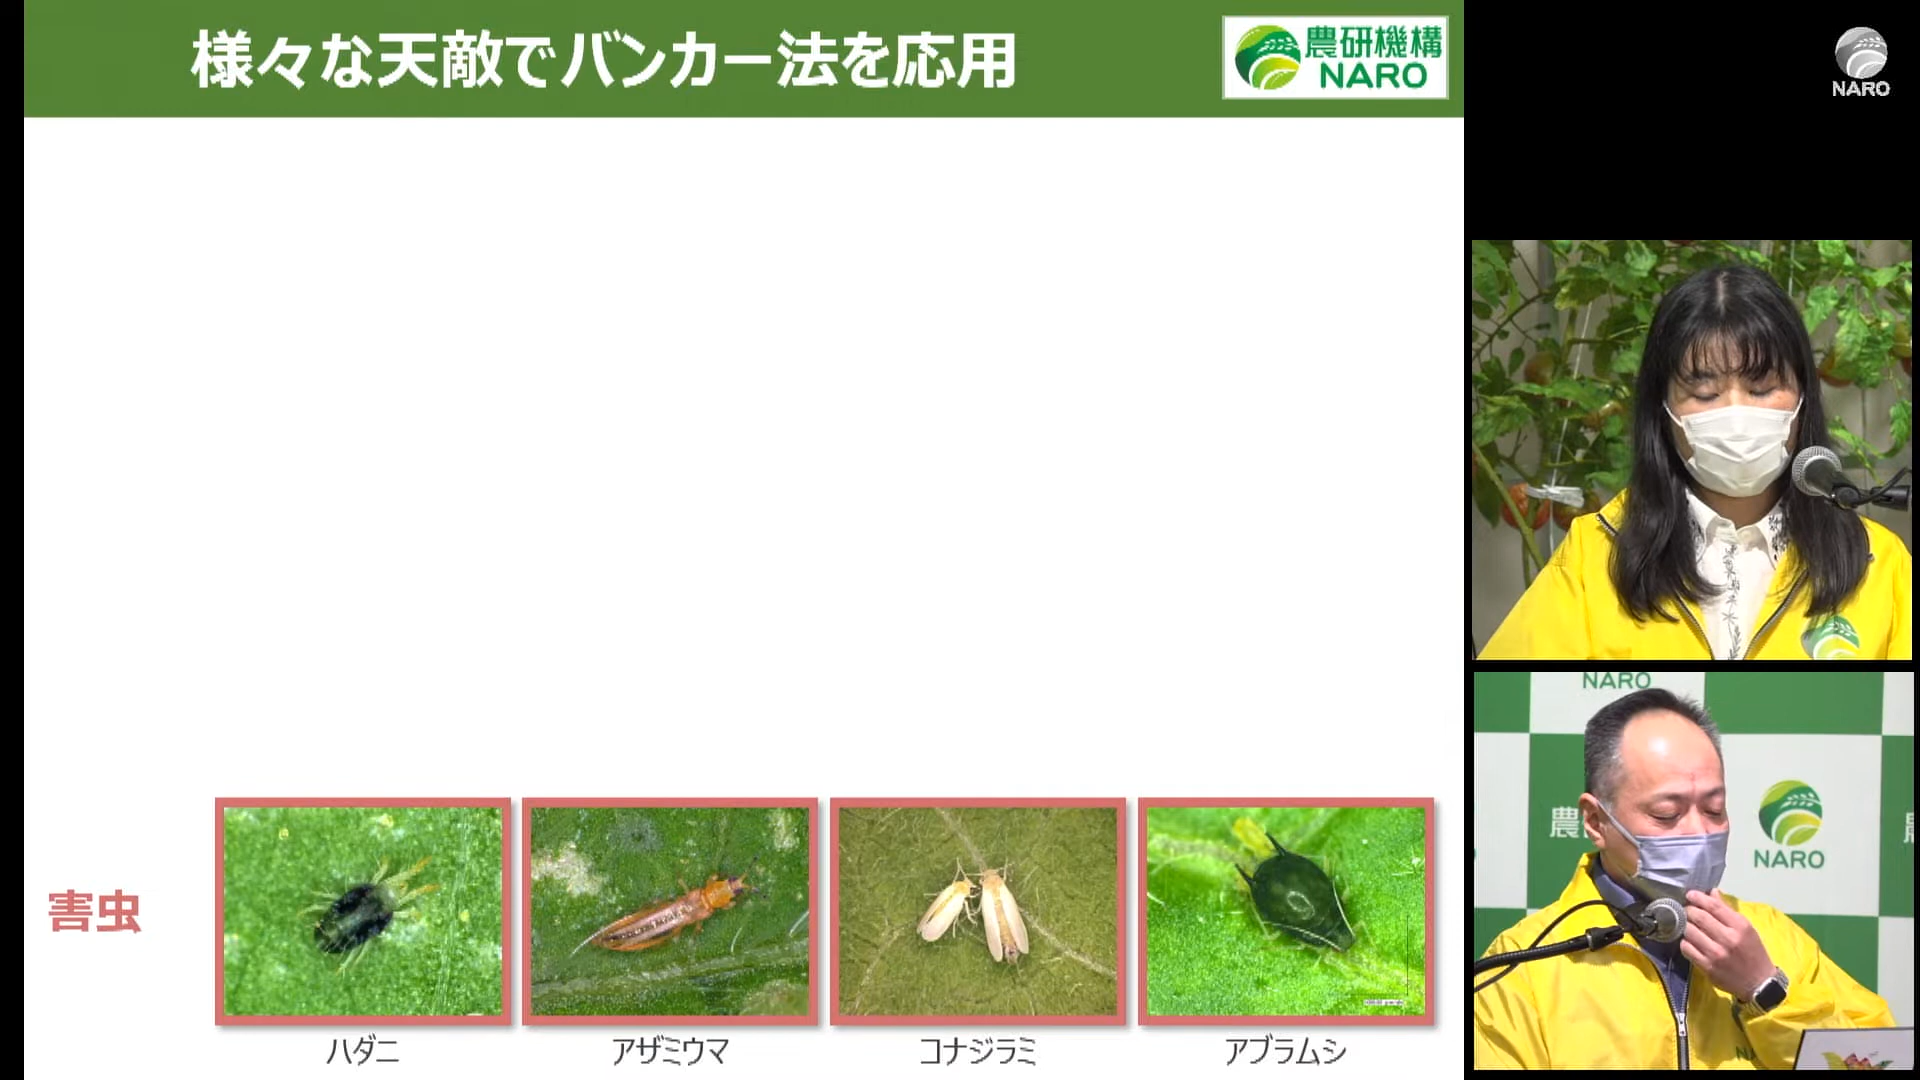 様々な天敵でバンカー法を応用
農研機構
NARO
NARO
害虫
ハダニ
アザミウマ
コナジラミ
アブラムシ
NARO
農
NARO